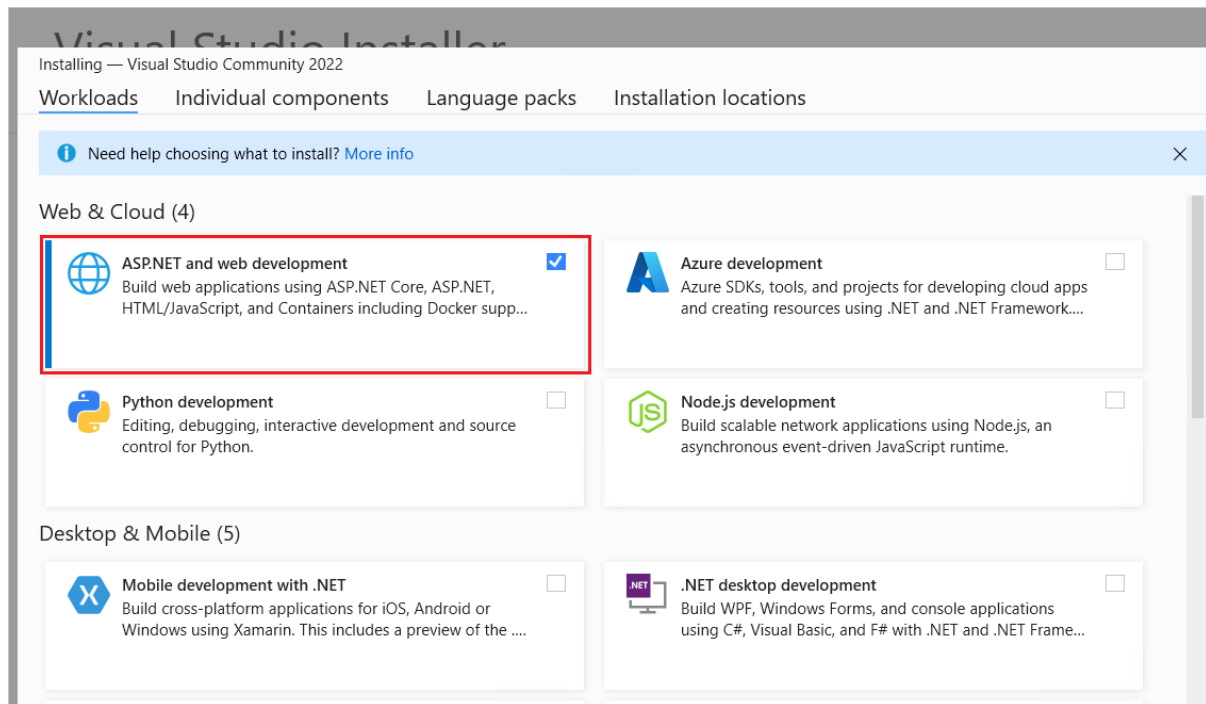 Visual Studio Installer
Installing — Visual Studio Community 2022
Workloads Individual components Language packs Installation locations
Need help choosing what to install? More info
Web & Cloud (4)
ASP.NET and web development
Build web applications using ASP.NET Core, ASP.NET,
HTML/JavaScript, and Containers including Docker supp...
Azure development
Azure SDKs, tools, and projects for developing cloud apps
and creating resources using .NET and .NET Framework....
Python development
Editing, debugging, interactive development and source
control for Python.
JS
Node.js development
Build scalable network applications using Node.js, an
asynchronous event-driven JavaScript runtime.
Desktop & Mobile (5)
Mobile development with .NET
Build cross-platform applications for iOS, Android or
Windows using Xamarin. This includes a preview of the ....
.NET
.NET desktop development
Build WPF, Windows Forms, and console applications
using C#, Visual Basic, and F# with .NET and .NET Frame...